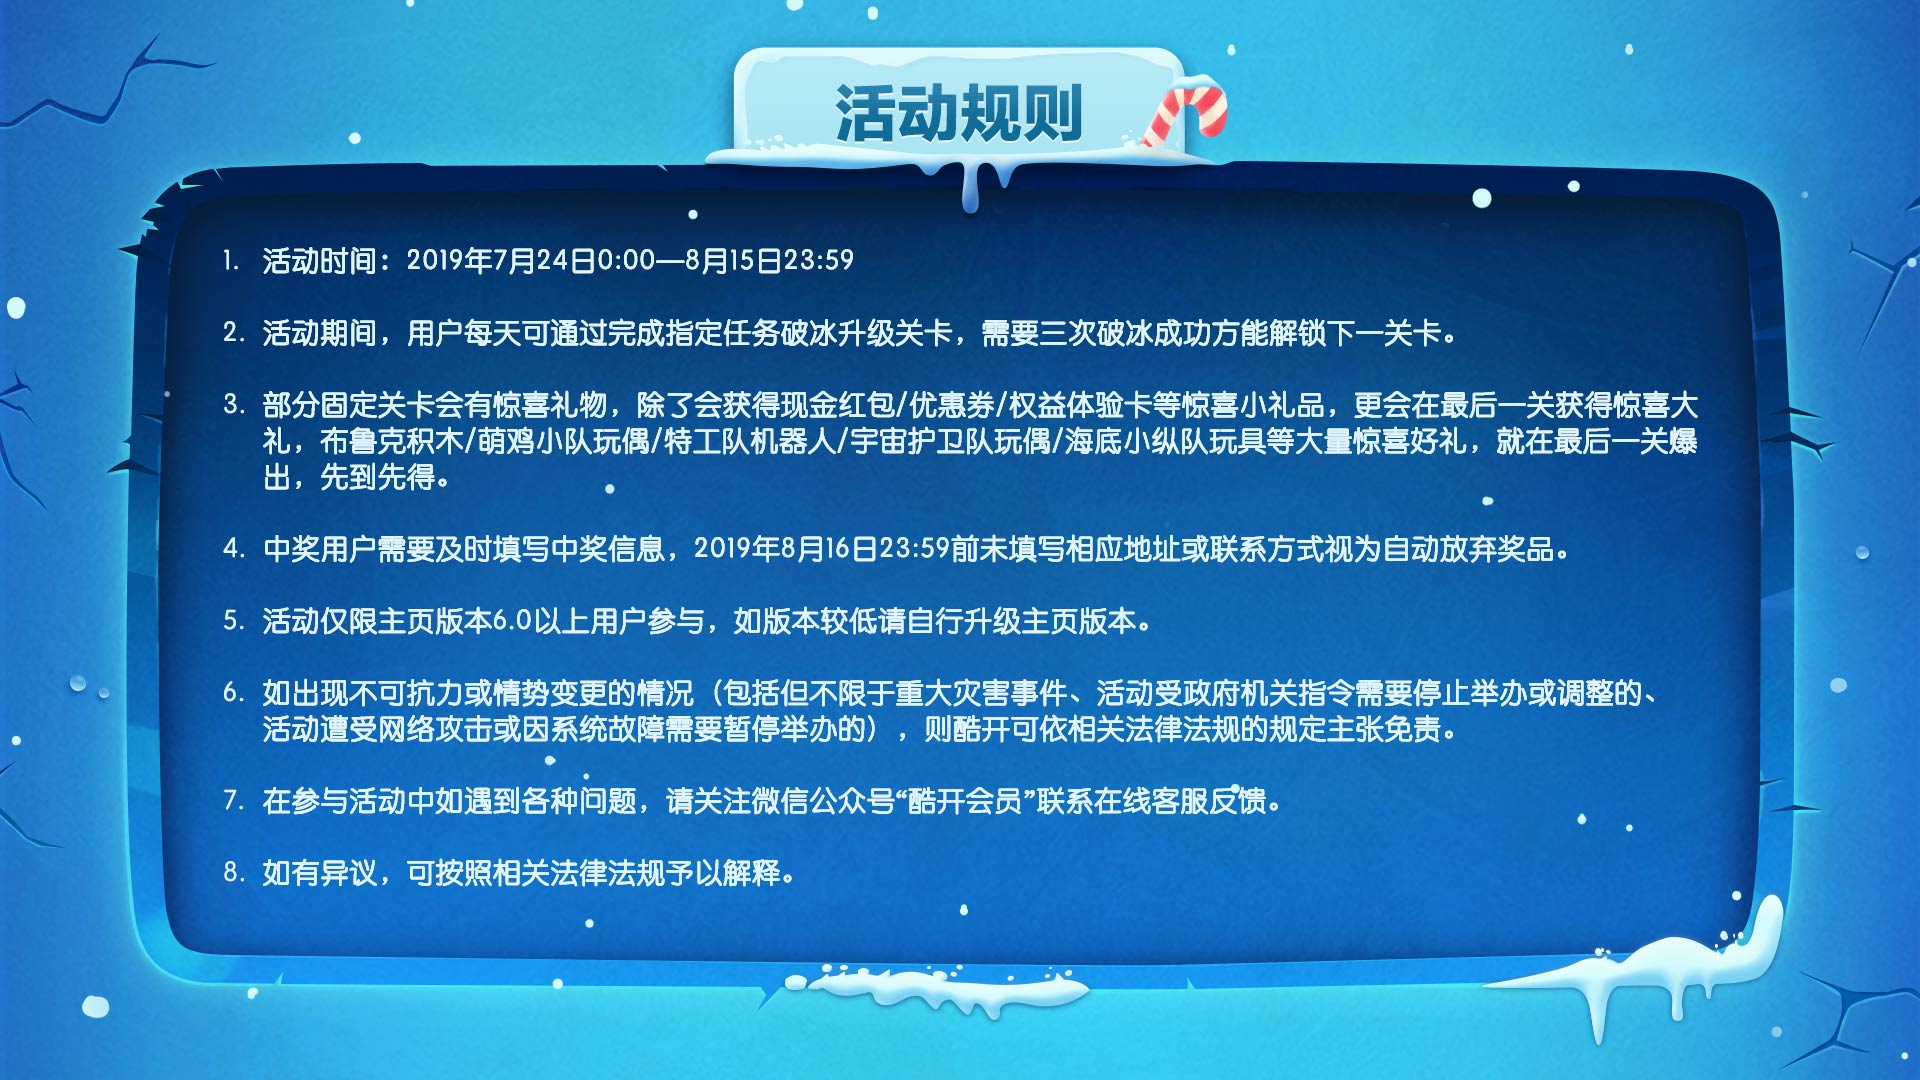 活动规则
1. 活动时间：2019年7月24日0:00—8月15日23:59
2. 活动期间，用户每天可通过完成指定任务破冰升级关卡，需要三次破冰成功方能解锁下一关卡。
3. 部分固定关卡会有惊喜礼物，除了会获得现金红包/优惠券/权益体验卡等惊喜小礼品，更会在最后一关获得惊喜大
礼，布鲁克积木/萌鸡小队玩偶/特工队机器人/宇宙护卫队玩偶/海底小纵队玩具等大量惊喜好礼，就在最后一关爆
出，先到先得。
4. 中奖用户需要及时填写中奖信息，2019年8月16日23:59前未填写相应地址或联系方式视为自动放弃奖品。
5. 活动仅限主页版本6.0以上用户参与，如版本较低请自行升级主页版本。
6. 如出现不可抗力或情势变更的情况（包括但不限于重大灾害事件、活动受政府机关指令需要停止举办或调整的、
活动遭受网络攻击或因系统故障需要暂停举办的），则酷开可依相关法律法规的规定主张免责。
7. 在参与活动中如遇到各种问题，请关注微信公众号“酷开会员”联系在线客服反馈。
8. 如有异议，可按照相关法律法规予以解释。